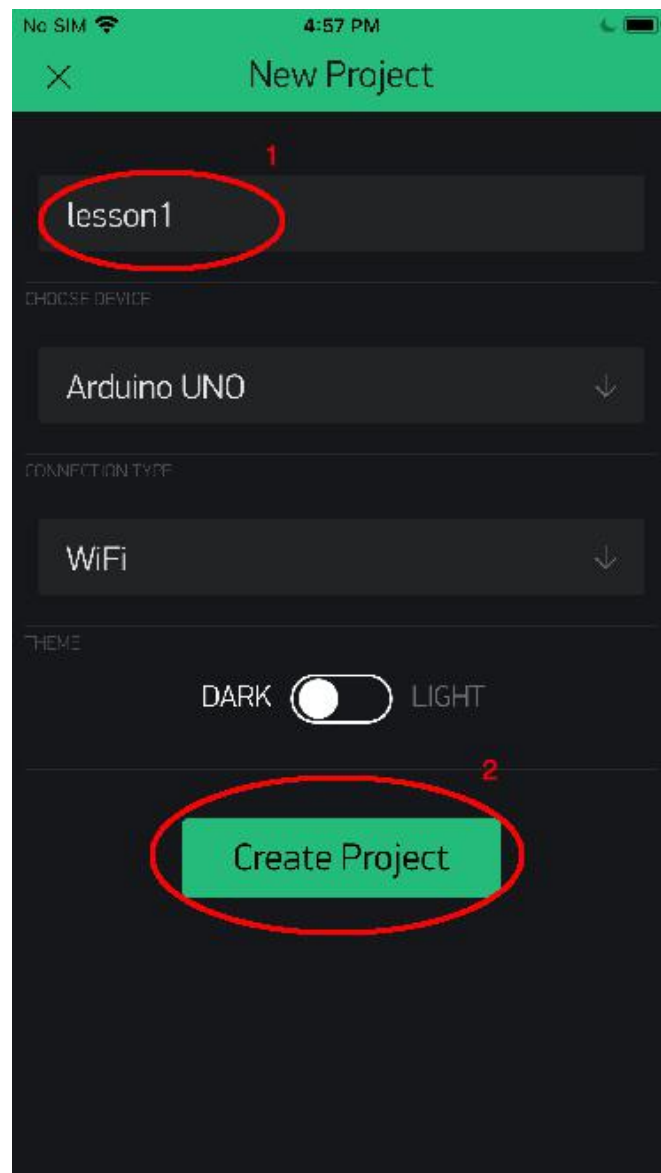 No SIM 4:57 PM
New Project
1
lesson1
CHOOSE DEVICE
Arduino UNO
CONNECTION TYPE
WiFi
THEME
DARK LIGHT
2
Create Project